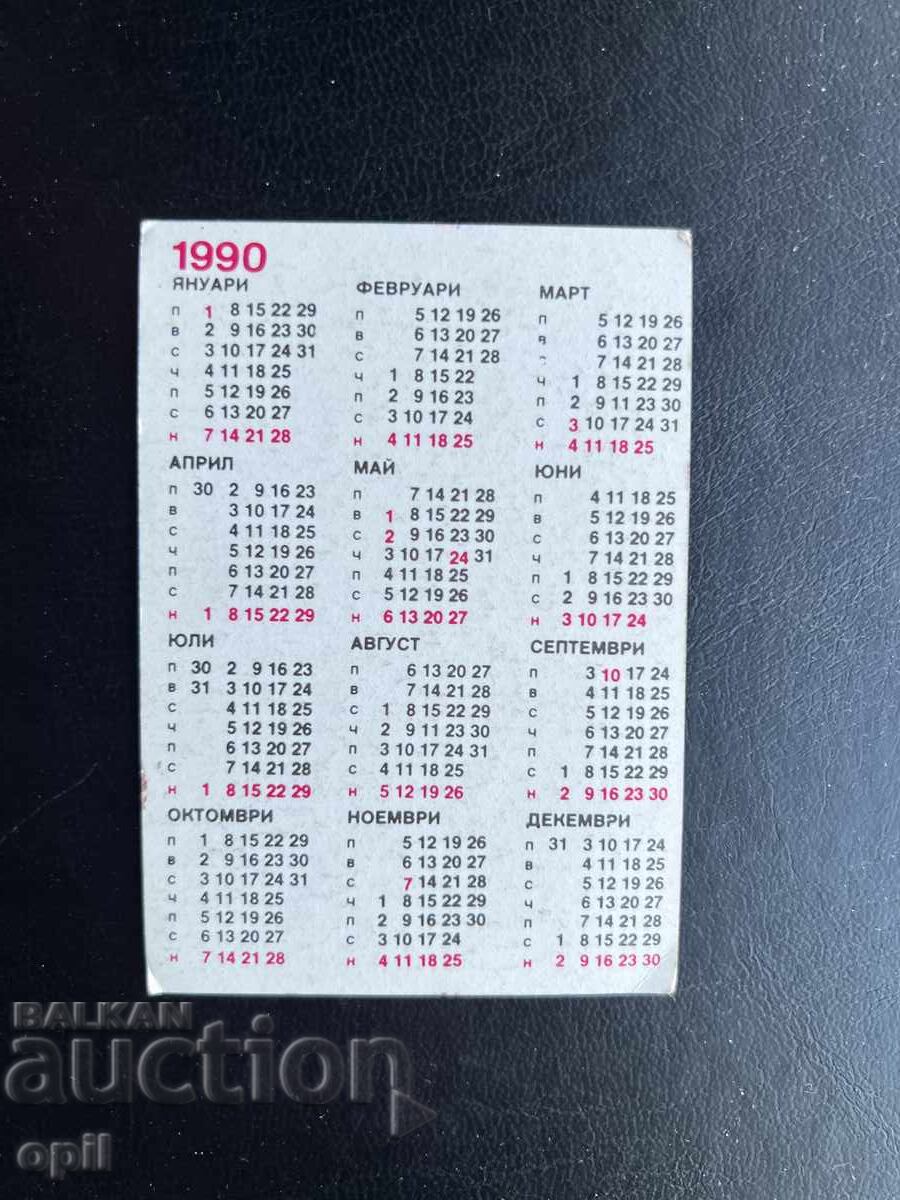 1990
ЯНУАРИ
П 1 8 15 22 29
В 2 9 16 23 30
С 3 10 17 24 31
Ч 4 11 18 25
П 5 12 19 26
С 6 13 20 27
Н 7 14 21 28
ФЕВРУАРИ
П 5 12 19 26
В 6 13 20 27
С 7 14 21 28
Ч 1 8 15 22
П 2 9 16 23
С 3 10 17 24
Н 4 11 18 25
МАРТ
П 5 12 19 26
В 6 13 20 27
7 14 21 28
Ч 1 8 15 22 29
П 2 9 11 23 30
С 3 10 17 24 31
Н 4 11 18 25
АПРИЛ
П 30 2 9 16 23
В 3 10 17 24
С 4 11 18 25
Ч 5 12 19 26
П 6 13 20 27
С 7 14 21 28
Н 1 8 15 22 29
МАЙ
П 7 14 21 28
В 1 8 15 22 29
С 2 9 16 23 30
Ч 3 10 17 24 31
П 4 11 18 25
С 5 12 19 26
Н 6 13 20 27
ЮНИ
П 4 11 18 25
В 5 12 19 26
С 6 13 20 27
Ч 7 14 21 28
П 1 8 15 22 29
С 2 9 16 23 30
Н 3 10 17 24
ЮЛИ
П 30 2 9 16 23
В 31 3 10 17 24
С 4 11 18 25
Ч 5 12 19 26
П 6 13 20 27
С 7 14 21 28
Н 1 8 15 22 29
АВГУСТ
П 6 13 20 27
В 7 14 21 28
С 1 8 15 22 29
Ч 2 9 11 23 30
П 3 10 17 24 31
С 4 11 18 25
Н 5 12 19 26
СЕПТЕМВРИ
П 3 10 17 24
В 4 11 18 25
С 5 12 19 26
Ч 6 13 20 27
П 7 14 21 28
С 1 8 15 22 29
Н 2 9 16 23 30
ОКТОМВРИ
П 1 8 15 22 29
В 2 9 16 23 30
С 3 10 17 24 31
Ч 4 11 18 25
П 5 12 19 26
С 6 13 20 27
Н 7 14 21 28
НОЕМВРИ
П 5 12 19 26
В 6 13 20 27
С 7 14 21 28
Ч 1 8 15 22 29
П 2 9 16 23 30
С 3 10 17 24
Н 4 11 18 25
ДЕКЕМВРИ
П 31 3 10 17 24
В 4 11 18 25
С 5 12 19 26
Ч 6 13 20 27
П 7 14 21 28
С 1 8 15 22 29
Н 2 9 16 23 30
BALKAN
auction
opil